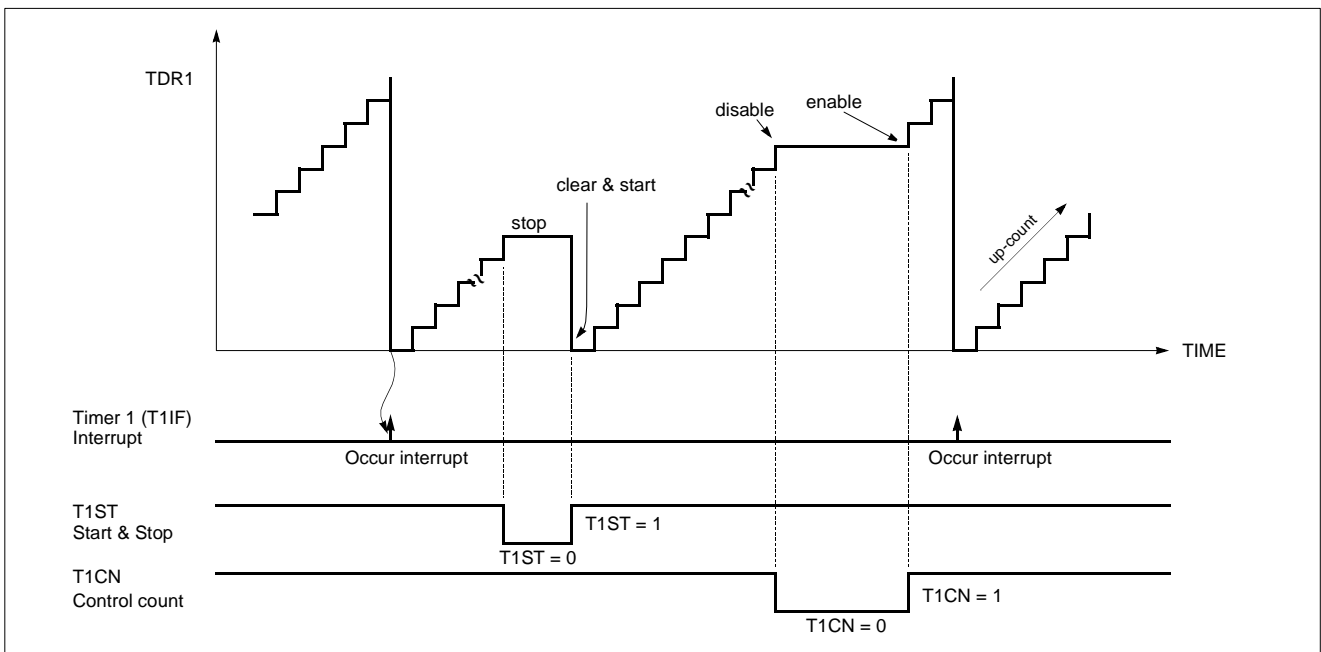 TDR1
disable
enable
clear & start
stop
up-count
TIME
Timer 1 (T1IF)
Interrupt
Occur interrupt
Occur interrupt
T1ST
Start & Stop
T1ST = 1
T1ST = 0
T1CN
Control count
T1CN = 1
T1CN = 0